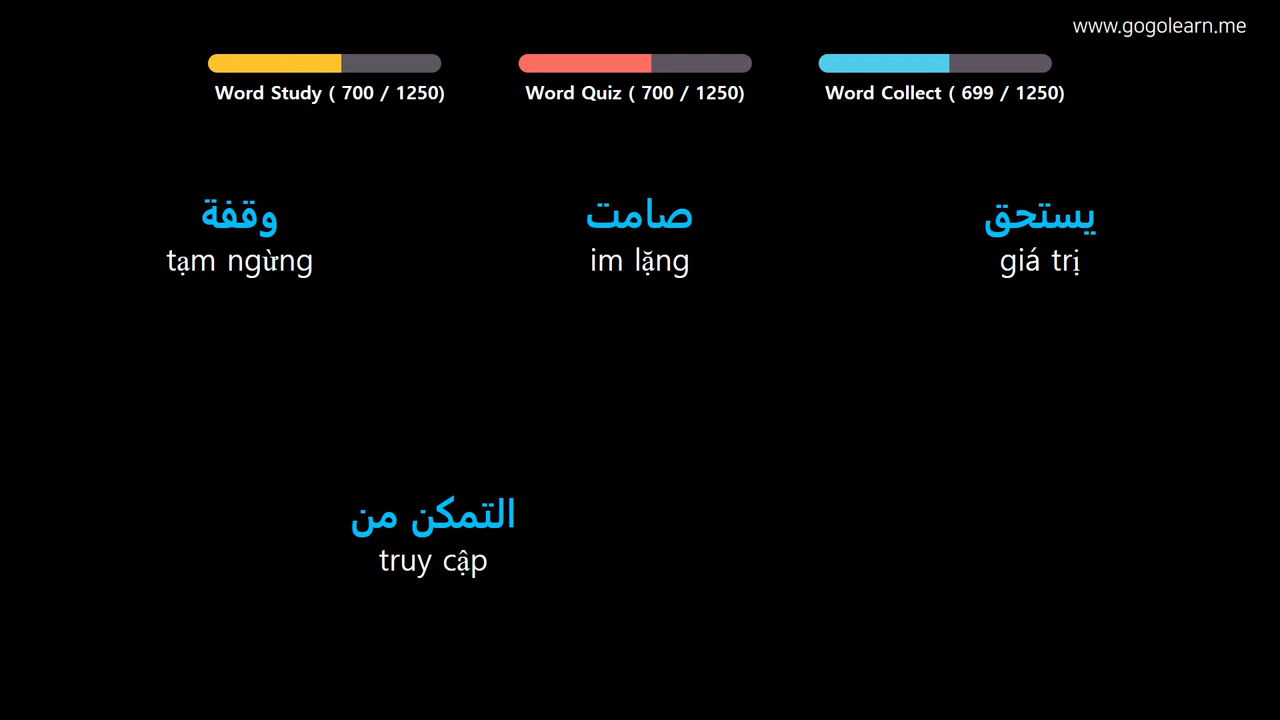 www.gogolearn.me
Word Study ( 700 / 1250)
Word Quiz ( 700 / 1250)
Word Collect ( 699 / 1250)
وقفة
tạm ngừng
صامت
im lặng
يستحق
giá trị
التمكن من
truy cập